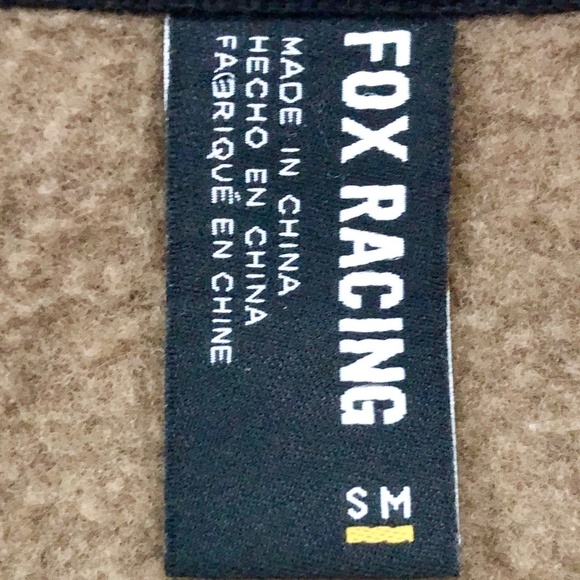 FOX RACING
SM
MADE IN CHINA
HECHO EN CHINA
FABRIQUÉ EN CHINE